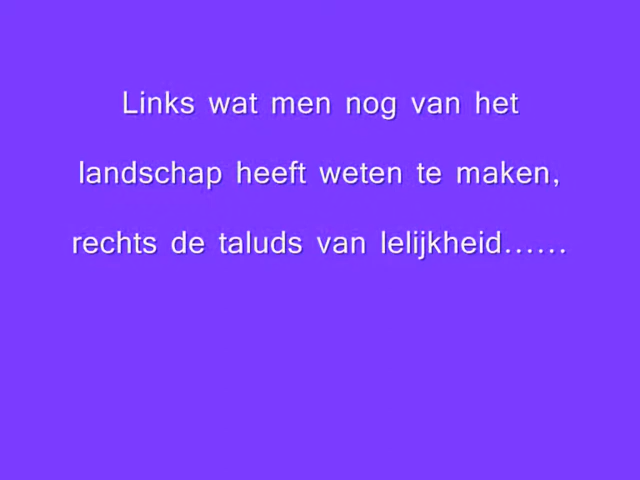 Links wat men nog van het
landschap heeft weten te maken,
rechts de taluds van lelijkheid......